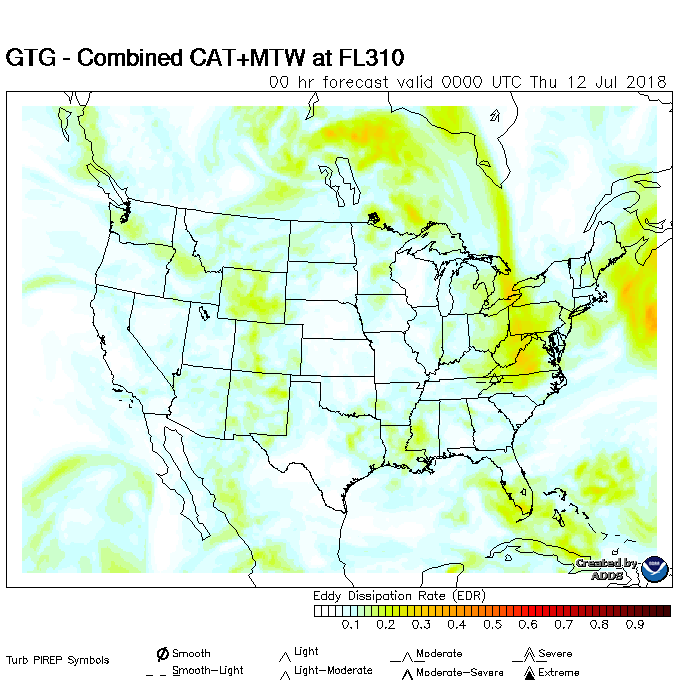 GTG - Combined CAT+MTW at FL310
00 hr forecast valid 0000 UTC Thu 12 Jul 2018
Created by
ADDS
Eddy Dissipation Rate (EDR)
0.1 0.2 0.3 0.4 0.5 0.6 0.7 0.8 0.9
Turb PIREP Symbols
Smooth Light Moderate Severe
Smooth-Light Light-Moderate Moderate-Severe Extreme